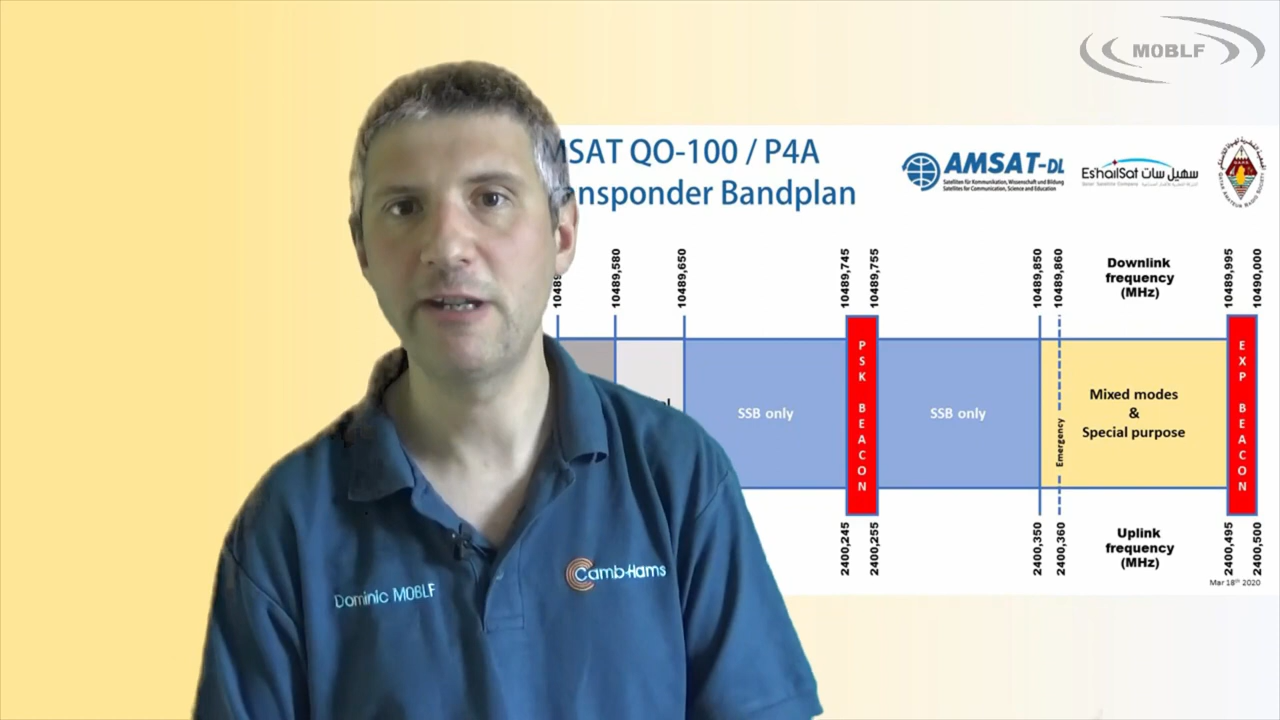 M0BLF
MSAT QO-100 / P4A
ansponder Bandplan
AMSAT-DL
Satelliten für Kommunikation, Wissenschaft und Bildung
Satellites for Communication, Science and Education
EshailSat سهيل سات
10489,580
10489,650
10489,745
10489,755
10489,850
10489,860
Downlink
frequency
(MHz)
10489,995
10490,000
SSB only
PSK BEACON
SSB only
Emergency
Mixed modes
&
Special purpose
EXP BEACON
2400,245
2400,255
2400,350
2400,360
Uplink
frequency
(MHz)
2400,495
2400,500
Mar 18th 2020
Dominic M0BLF
Camb-Hams